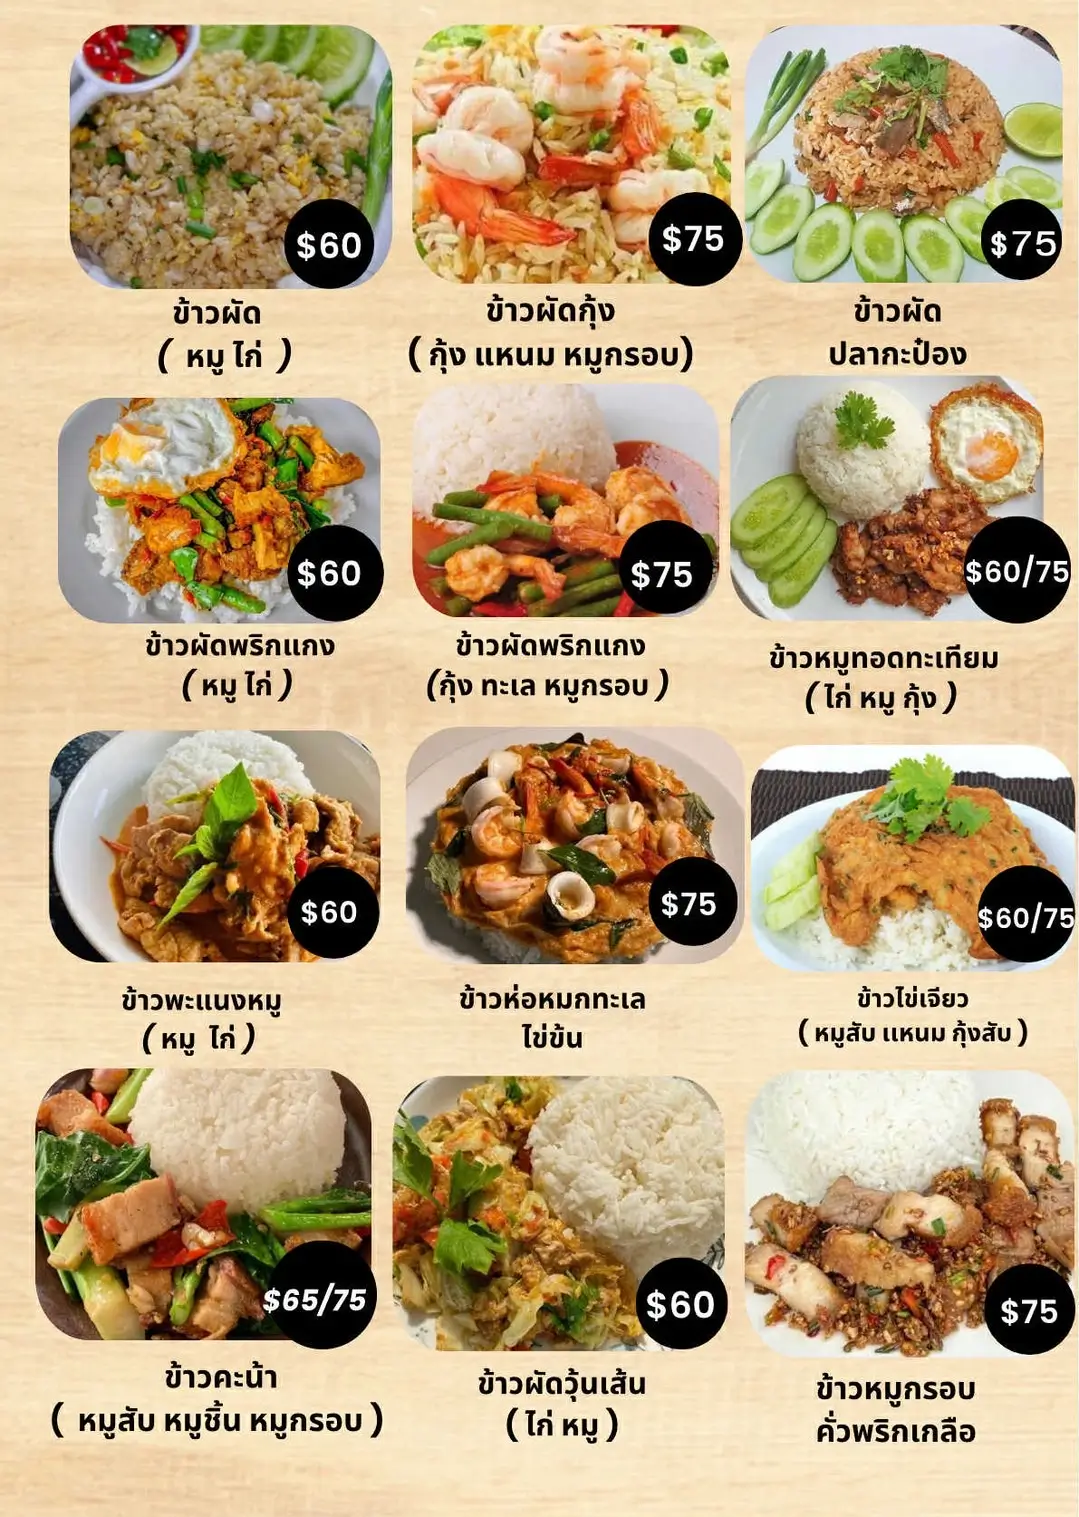 $60
$75
$75
ข้าวผัด
( หมู ไก่ )
ข้าวผัดกุ้ง
( กุ้ง แหนม หมูกรอบ)
ข้าวผัด
ปลากะป๋อง
$60
$75
$60/75
ข้าวผัดพริกแกง
( หมู ไก่ )
ข้าวผัดพริกแกง
(กุ้ง ทะเล หมูกรอบ )
ข้าวหมูทอดทะเทียม
( ไก่ หมู กุ้ง )
$60
$75
$60/75
ข้าวพะแนงหมู
( หมู ไก่ )
ข้าวห่อหมกทะเล
ไข่ข้น
ข้าวไข่เจียว
( หมูสับ แหนม กุ้งสับ )
$65/75
$60
$75
ข้าวคะน้า
( หมูสับ หมูชิ้น หมูกรอบ )
ข้าวผัดวุ้นเส้น
( ไก่ หมู )
ข้าวหมูกรอบ
คั่วพริกเกลือ